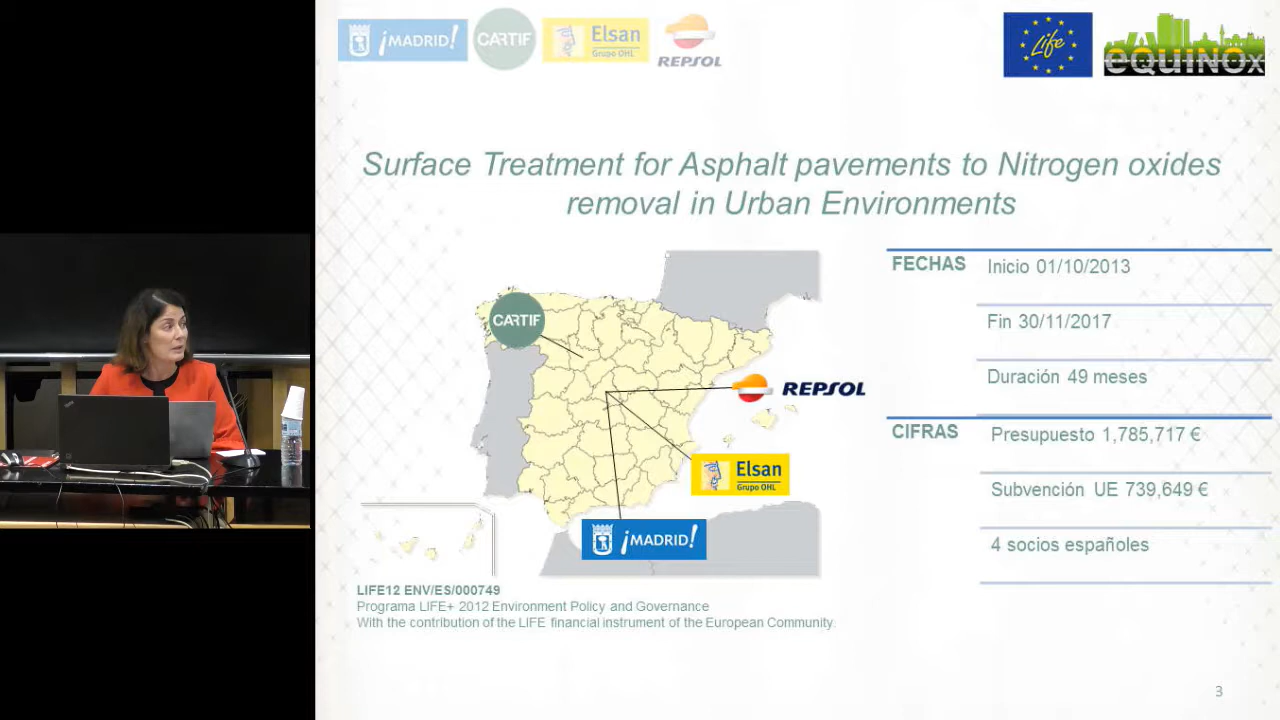 ¡MADRID!
CARTIF
Elsan
Grupo OHL
REPSOL
Life
eQUINOx
Surface Treatment for Asphalt pavements to Nitrogen oxides
removal in Urban Environments
CARTIF
REPSOL
Elsan
Grupo OHL
¡MADRID!
FECHAS
Inicio 01/10/2013
Fin 30/11/2017
Duración 49 meses
CIFRAS
Presupuesto 1,785,717 €
Subvención UE 739,649 €
4 socios españoles
LIFE12 ENV/ES/000749
Programa LIFE+ 2012 Environment Policy and Governance
With the contribution of the LIFE financial instrument of the European Community.
3